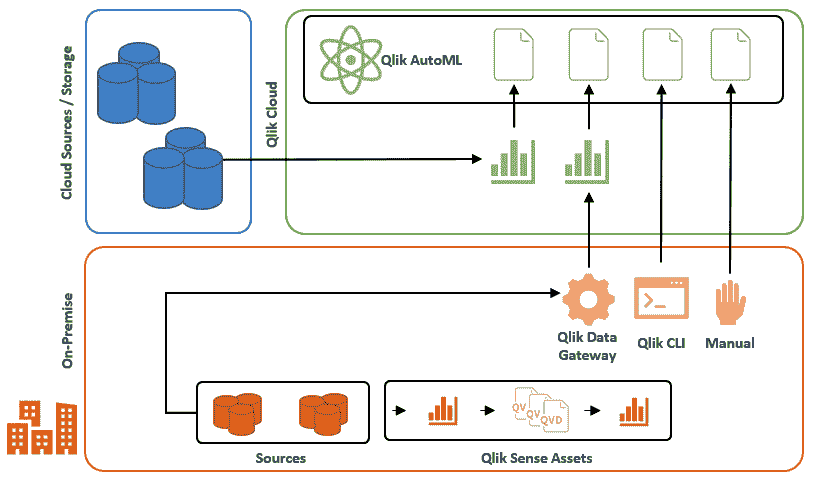 Cloud Sources / Storage
Qlik Cloud
Qlik AutoML
On-Premise
Qlik Data
Gateway
Qlik CLI
Manual
QV
QV
QVD
Sources
Qlik Sense Assets